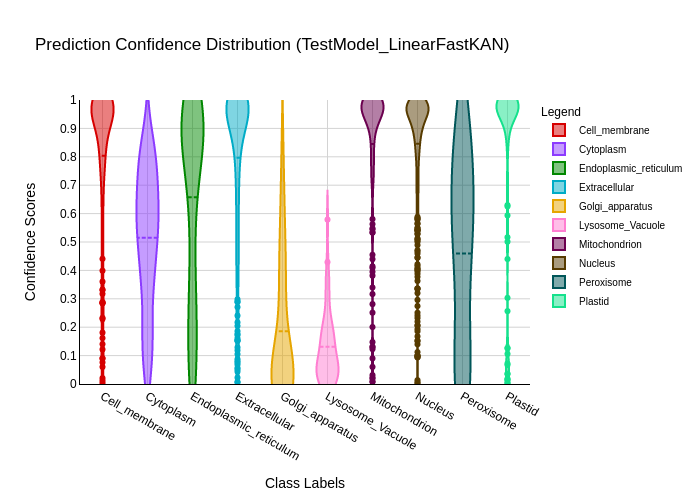 Prediction Confidence Distribution (TestModel_LinearFastKAN)
Legend
Cell_membrane
Cytoplasm
Endoplasmic_reticulum
Extracellular
Golgi_apparatus
Lysosome_Vacuole
Mitochondrion
Nucleus
Peroxisome
Plastid
Confidence Scores
1
0.9
0.8
0.7
0.6
0.5
0.4
0.3
0.2
0.1
0
Cell_membrane
Cytoplasm
Endoplasmic_reticulum
Extracellular
Golgi_apparatus
Lysosome_Vacuole
Mitochondrion
Nucleus
Peroxisome
Plastid
Class Labels